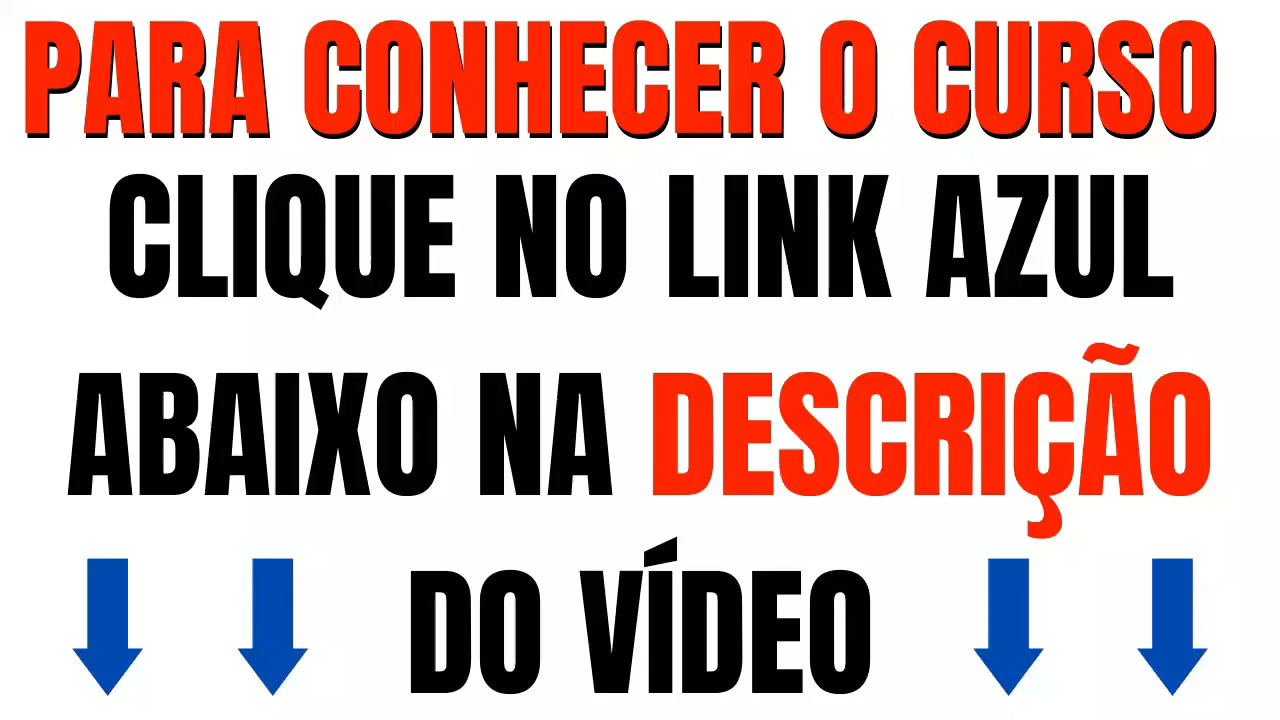 PARA CONHECER O CURSO
CLIQUE NO LINK AZUL
ABAIXO NA DESCRIÇÃO
DO VÍDEO